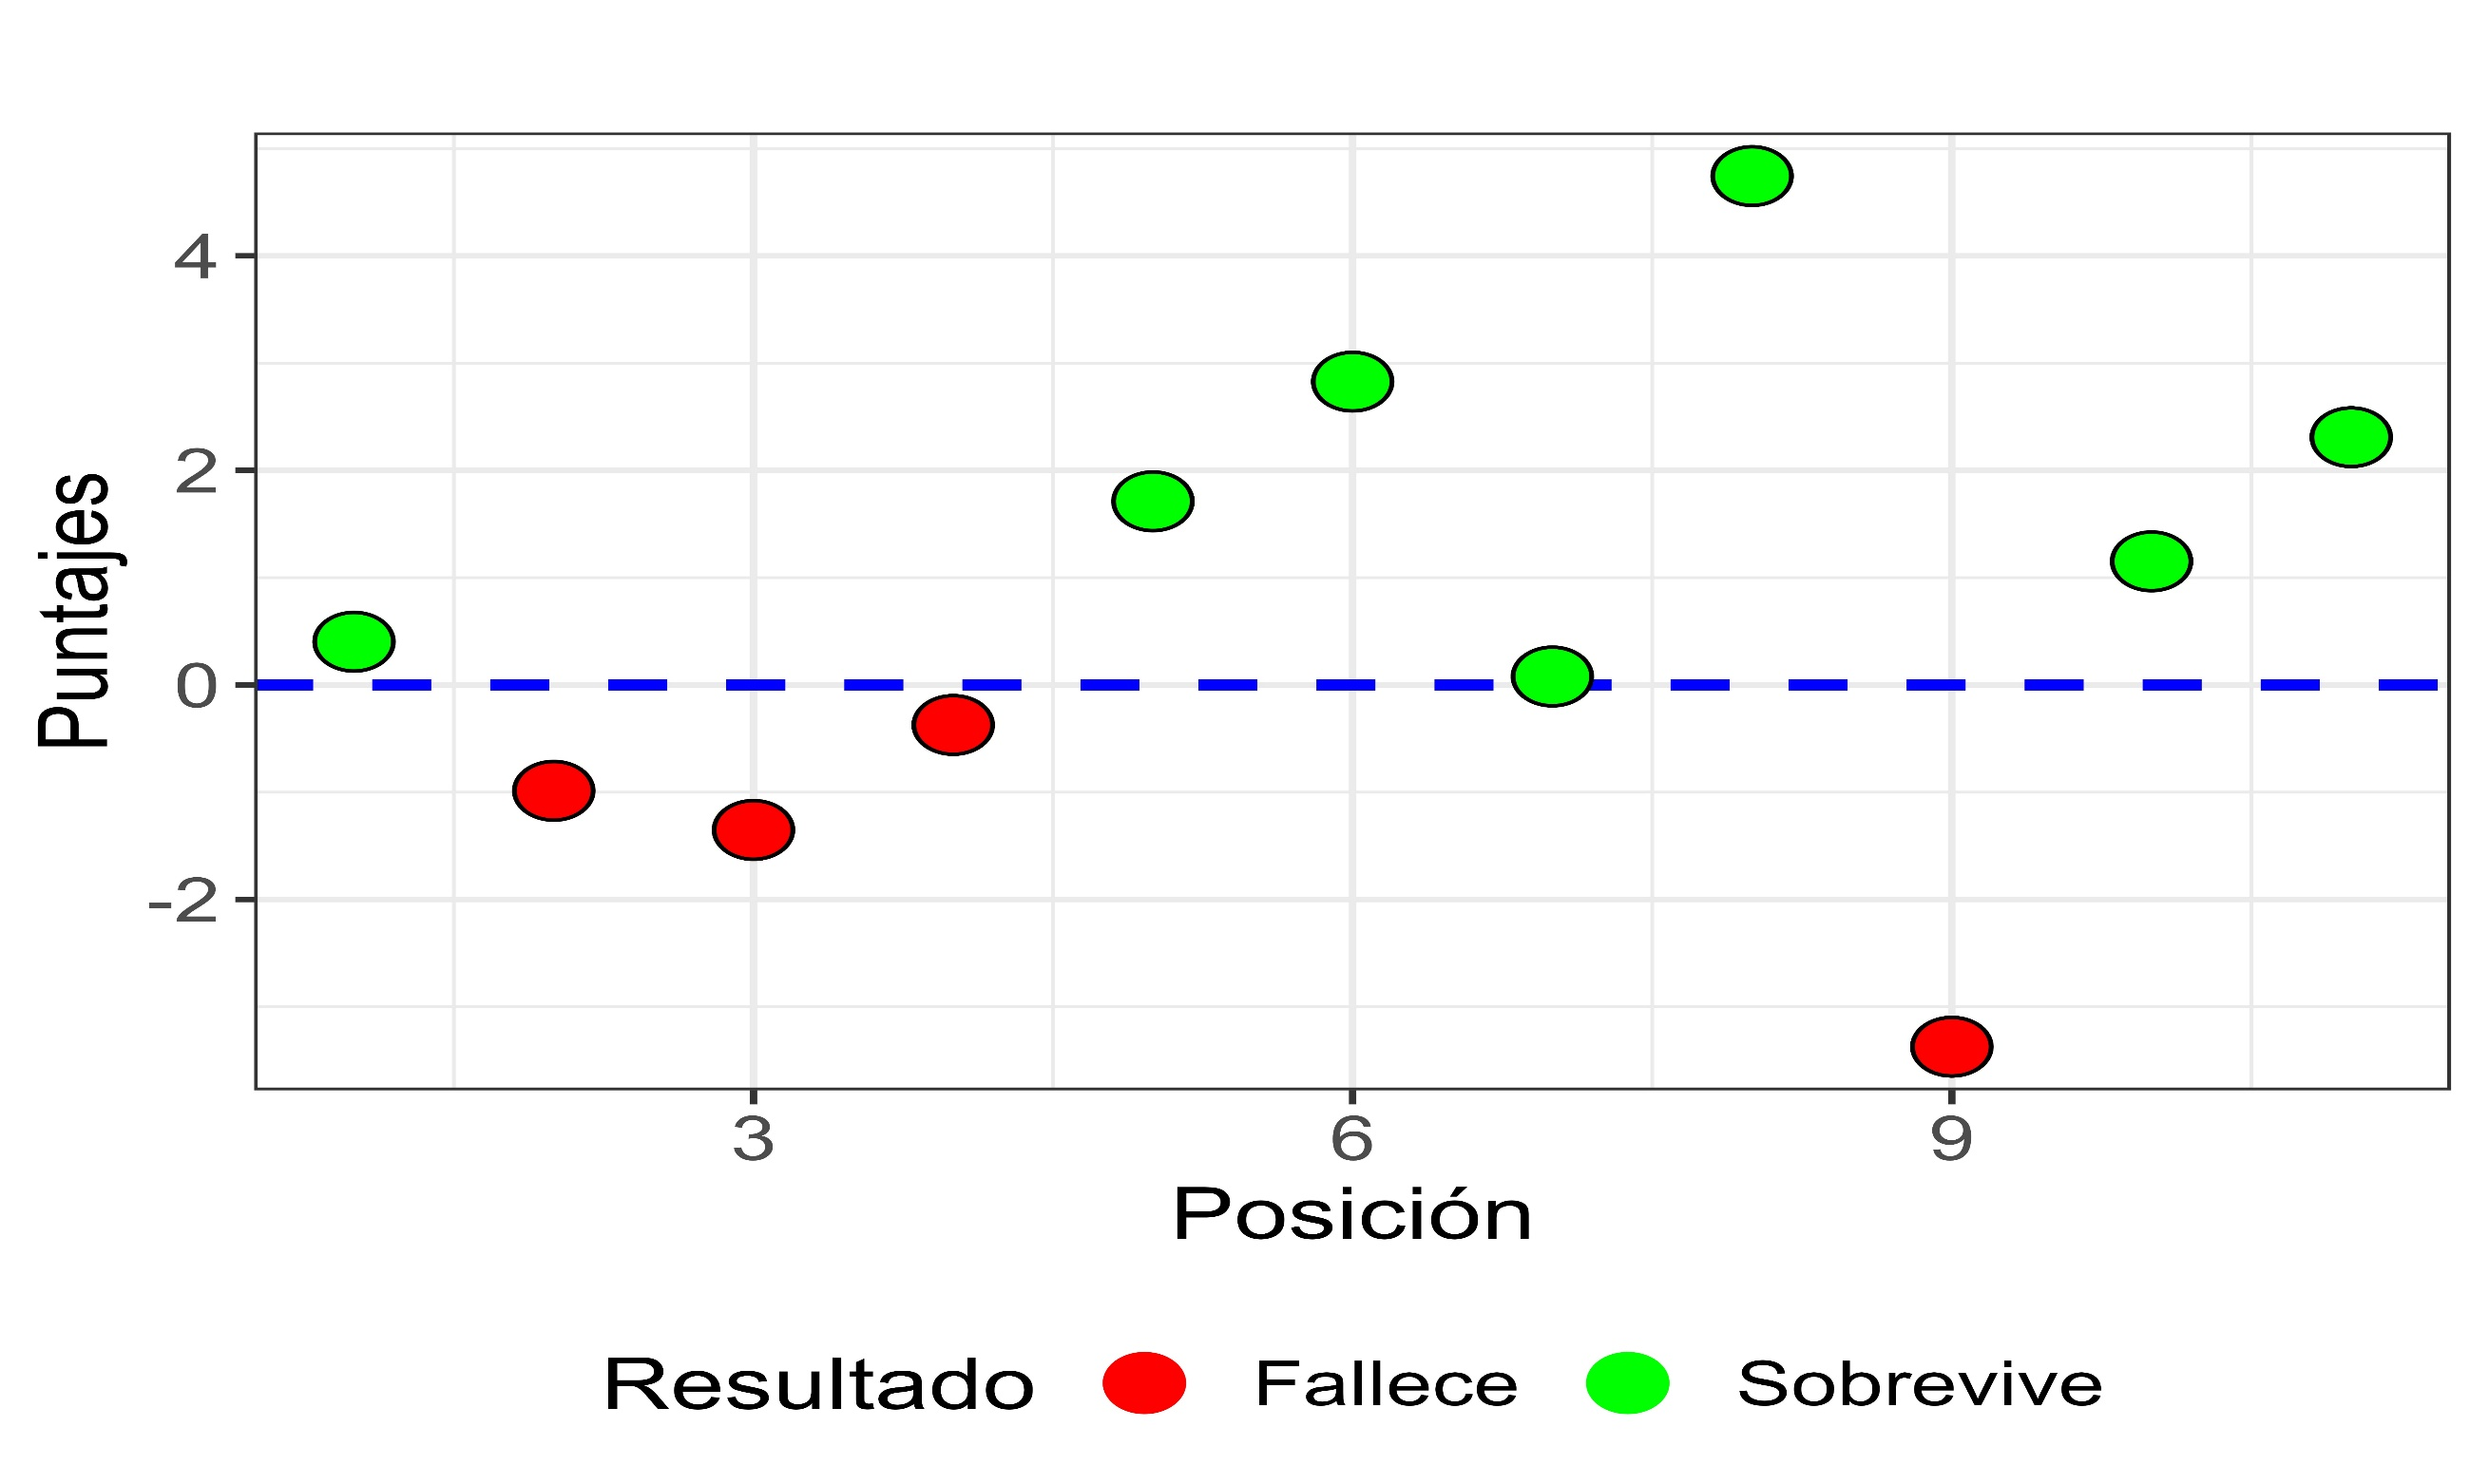 Puntajes
4
2
0
-2
3 6 9
Posición
Resultado Fallece Sobrevive